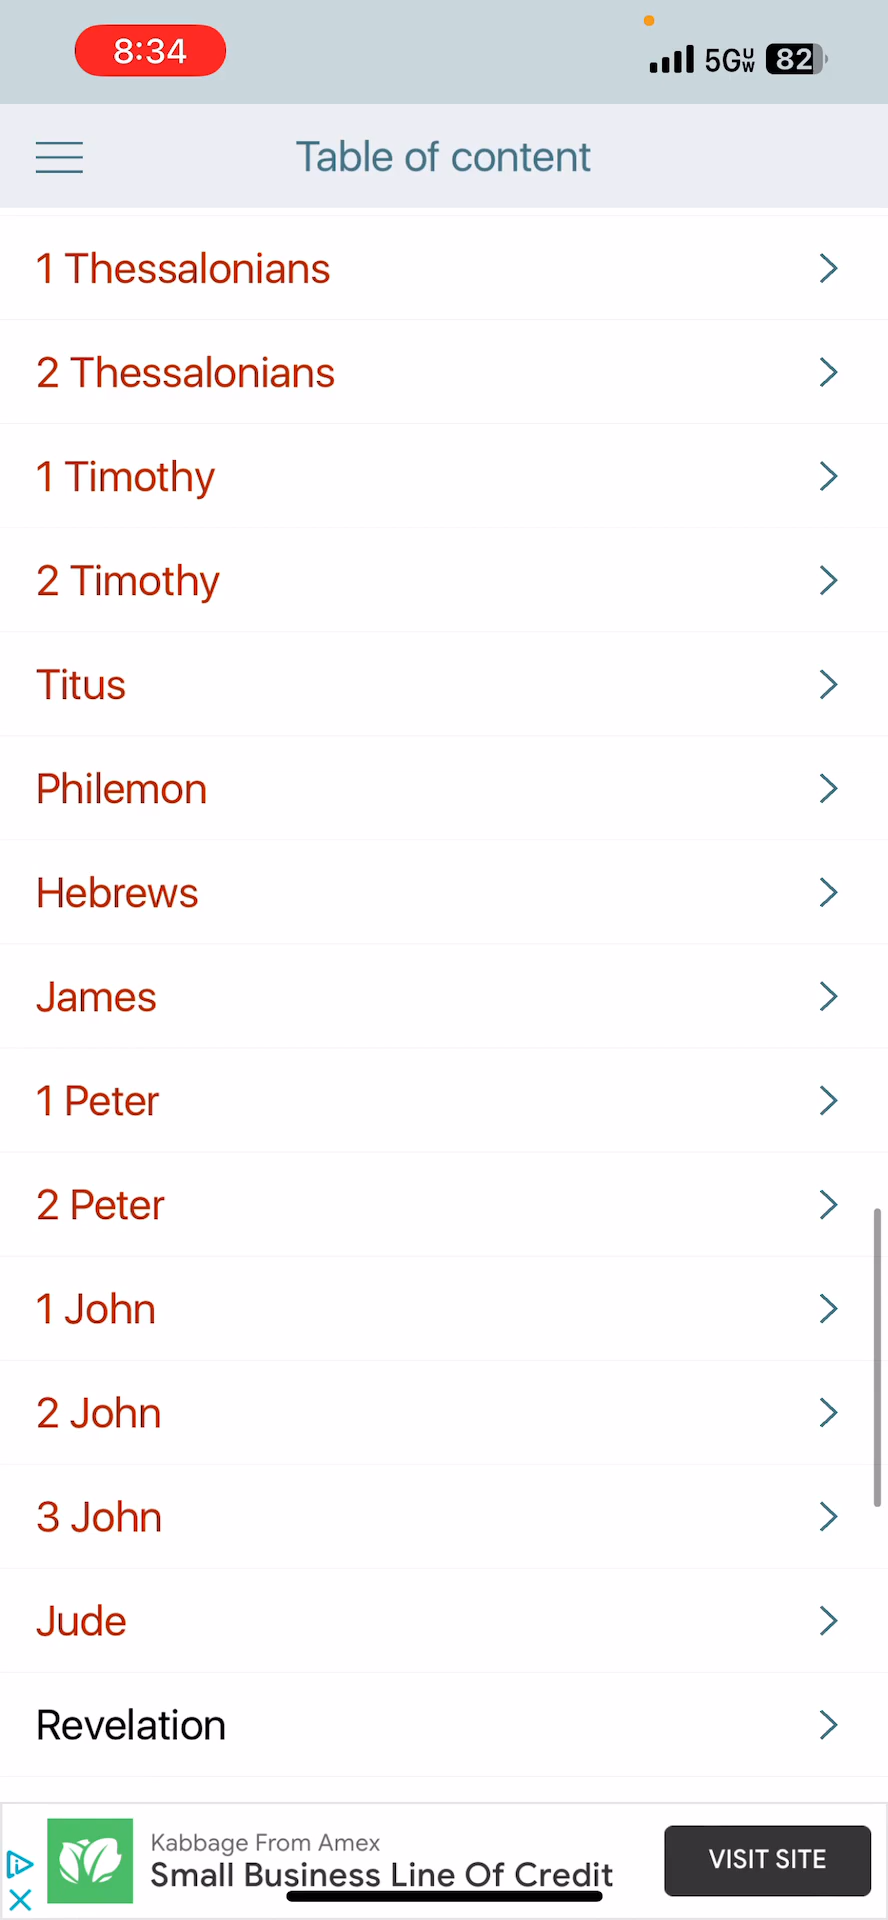 8:34
5GUW 82
Table of content
1 Thessalonians
2 Thessalonians
1 Timothy
2 Timothy
Titus
Philemon
Hebrews
James
1 Peter
2 Peter
1 John
2 John
3 John
Jude
Revelation
Kabbage From Amex
Small Business Line Of Credit
VISIT SITE